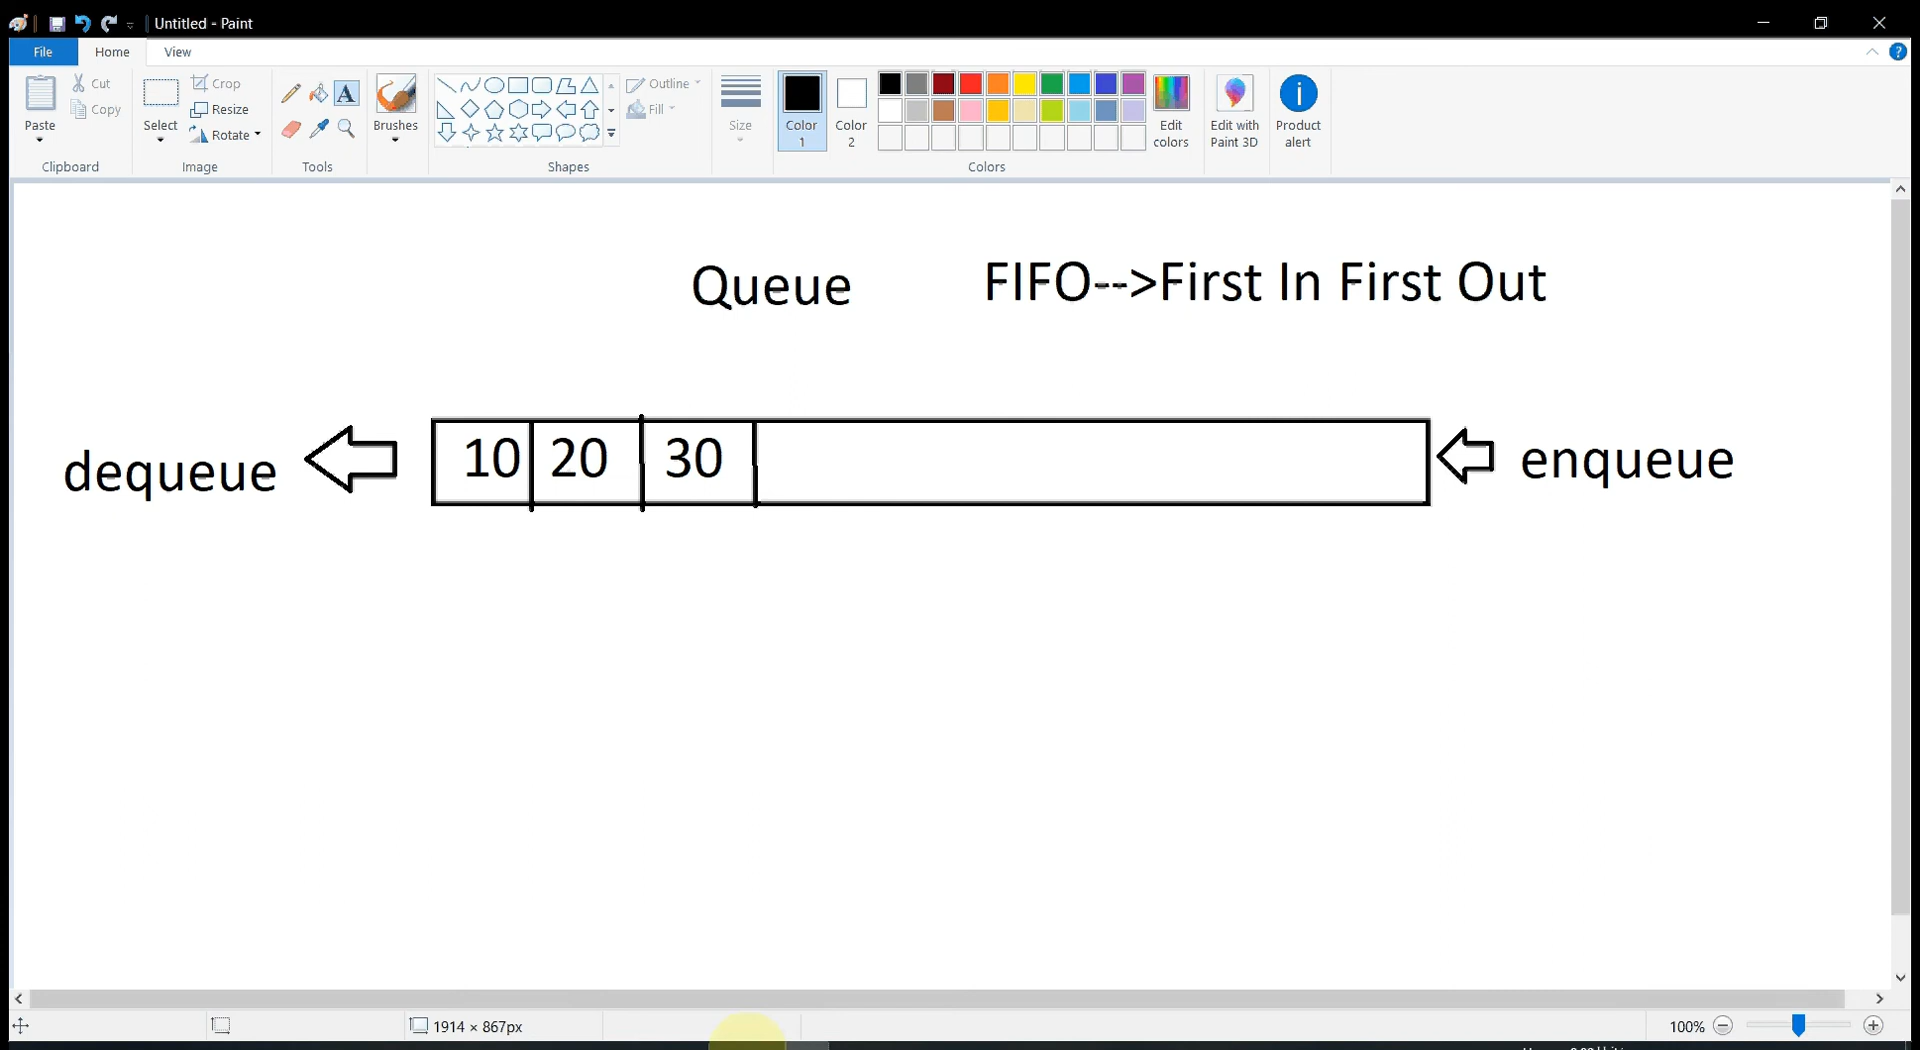 Untitled - Paint
File Home View
Paste Cut Copy Clipboard
Select Crop Resize Rotate Image
Tools
Brushes
Outline Fill Shapes
Size
Color 1 Color 2 Edit colors Colors
Edit with Paint 3D
Product alert
Queue FIFO-->First In First Out
dequeue 10 20 30 enqueue
1914 × 867px 100%